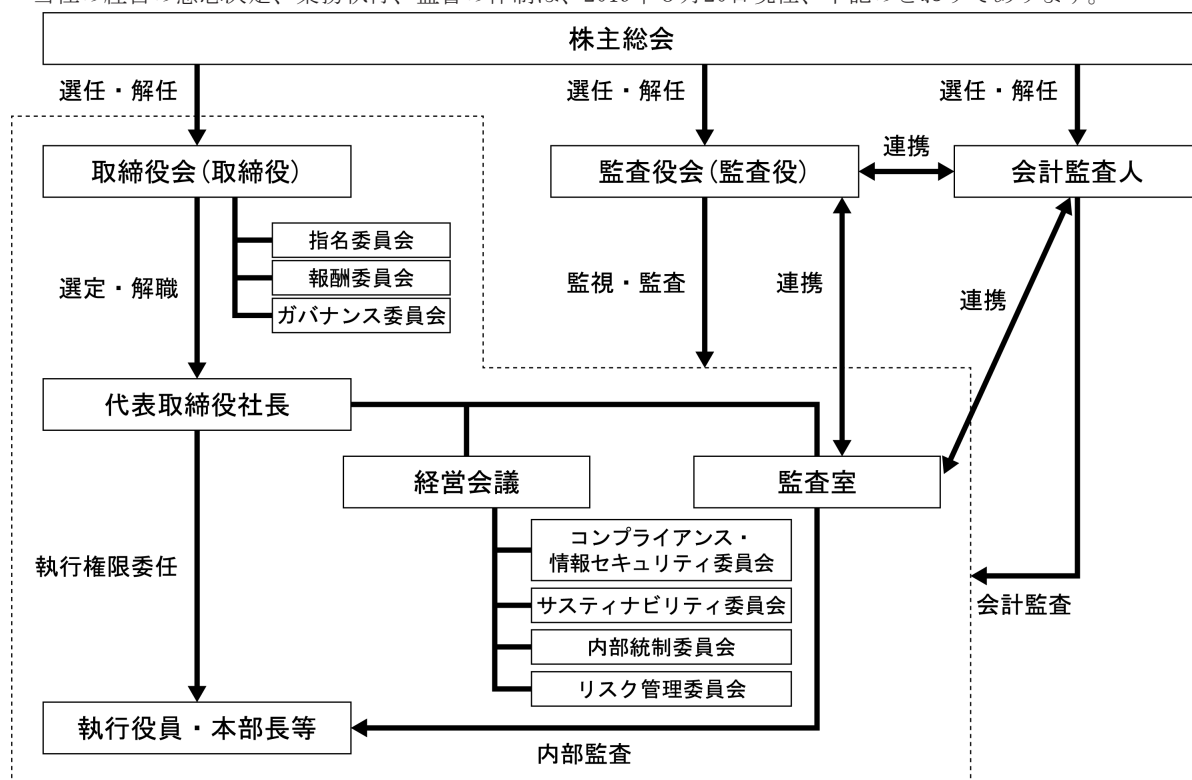 株主総会
選任・解任
選任・解任
選任・解任
取締役会(取締役)
監査役会(監査役)
連携
会計監査人
指名委員会
報酬委員会
ガバナンス委員会
選定・解職
監視・監査
連携
連携
代表取締役社長
経営会議
監査室
コンプライアンス・
情報セキュリティ委員会
サスティナビリティ委員会
内部統制委員会
リスク管理委員会
執行権限委任
会計監査
執行役員・本部長等
内部監査